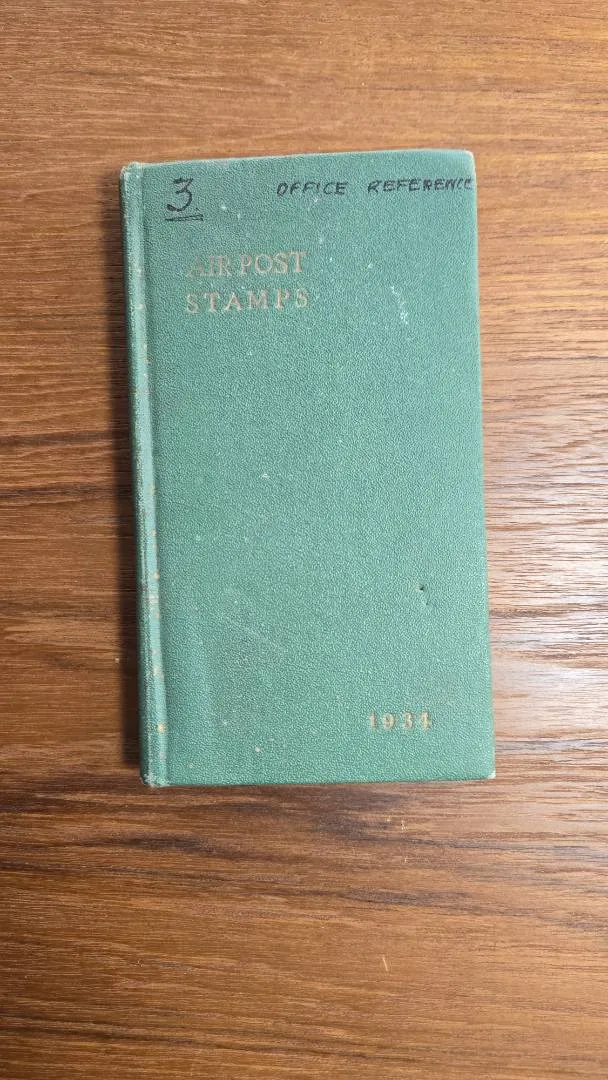 3 OFFICE REFERENCE
AIR POST
STAMPS
1934